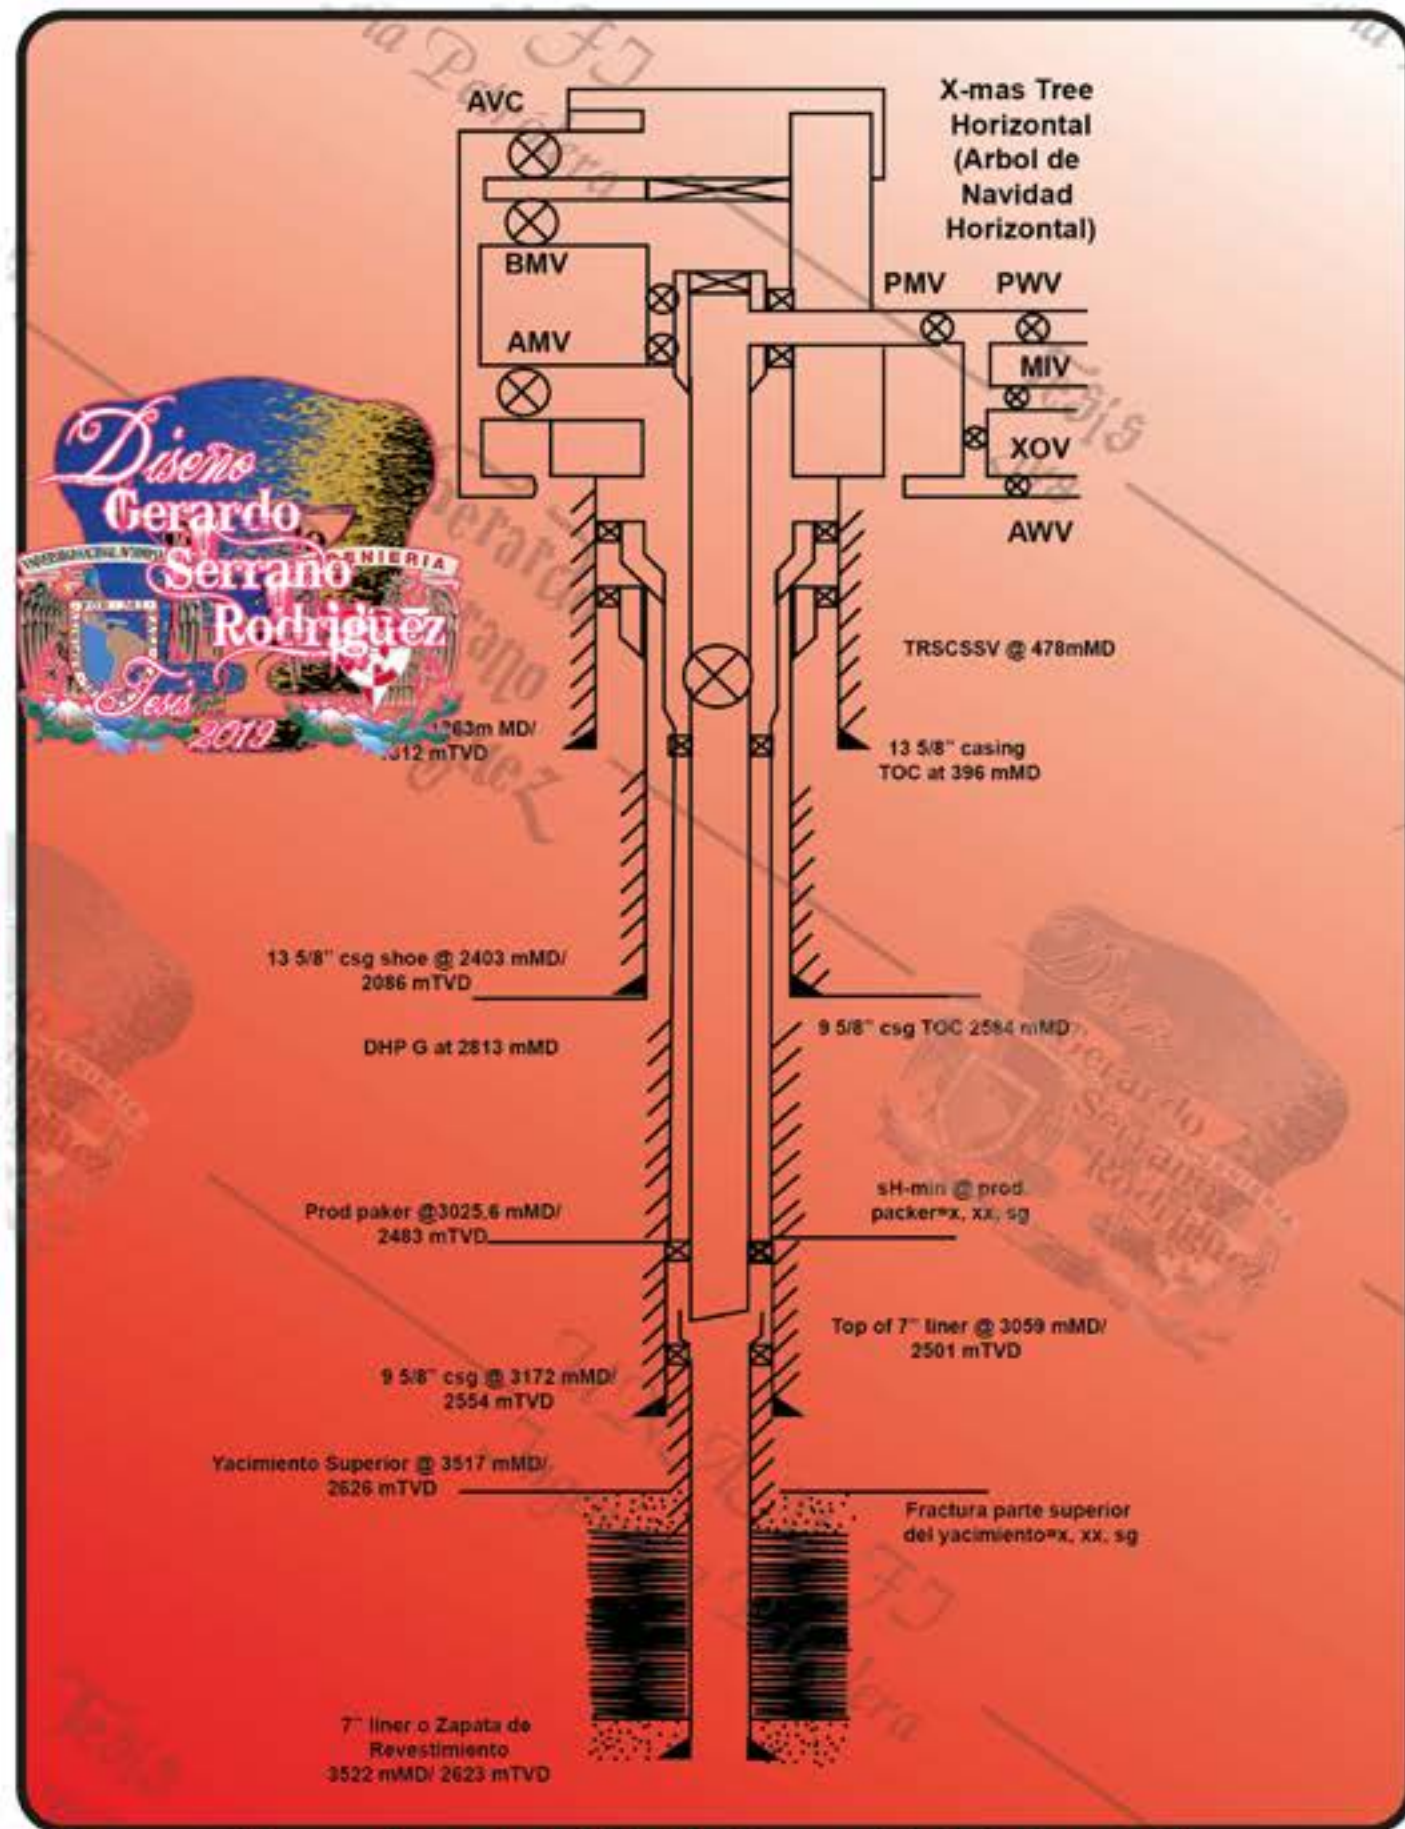 AVC
X-mas Tree
Horizontal
(Arbol de
Navidad
Horizontal)
BMV
PMV PWV
AMV
MIV
XOV
AWV
Diseño
Gerardo
Serrano
Rodriguez
Tesis
2019
TRSCSSV @ 478mMD
63m MD/
12 mTVD
13 5/8" casing
TOC at 396 mMD
13 5/8" csg shoe @ 2403 mMD/
2086 mTVD
9 5/8" csg TOC 2584 mMD
DHP G at 2813 mMD
Prod paker @3025.6 mMD/
2483 mTVD
sH-min @ prod.
packer=x, xx, sg
Top of 7" liner @ 3059 mMD/
2501 mTVD
9 5/8" csg @ 3172 mMD/
2554 mTVD
Yacimiento Superior @ 3517 mMD/
2626 mTVD
Fractura parte superior
del yacimiento=x, xx, sg
7" liner o Zapata de
Revestimiento
3522 mMD/ 2623 mTVD